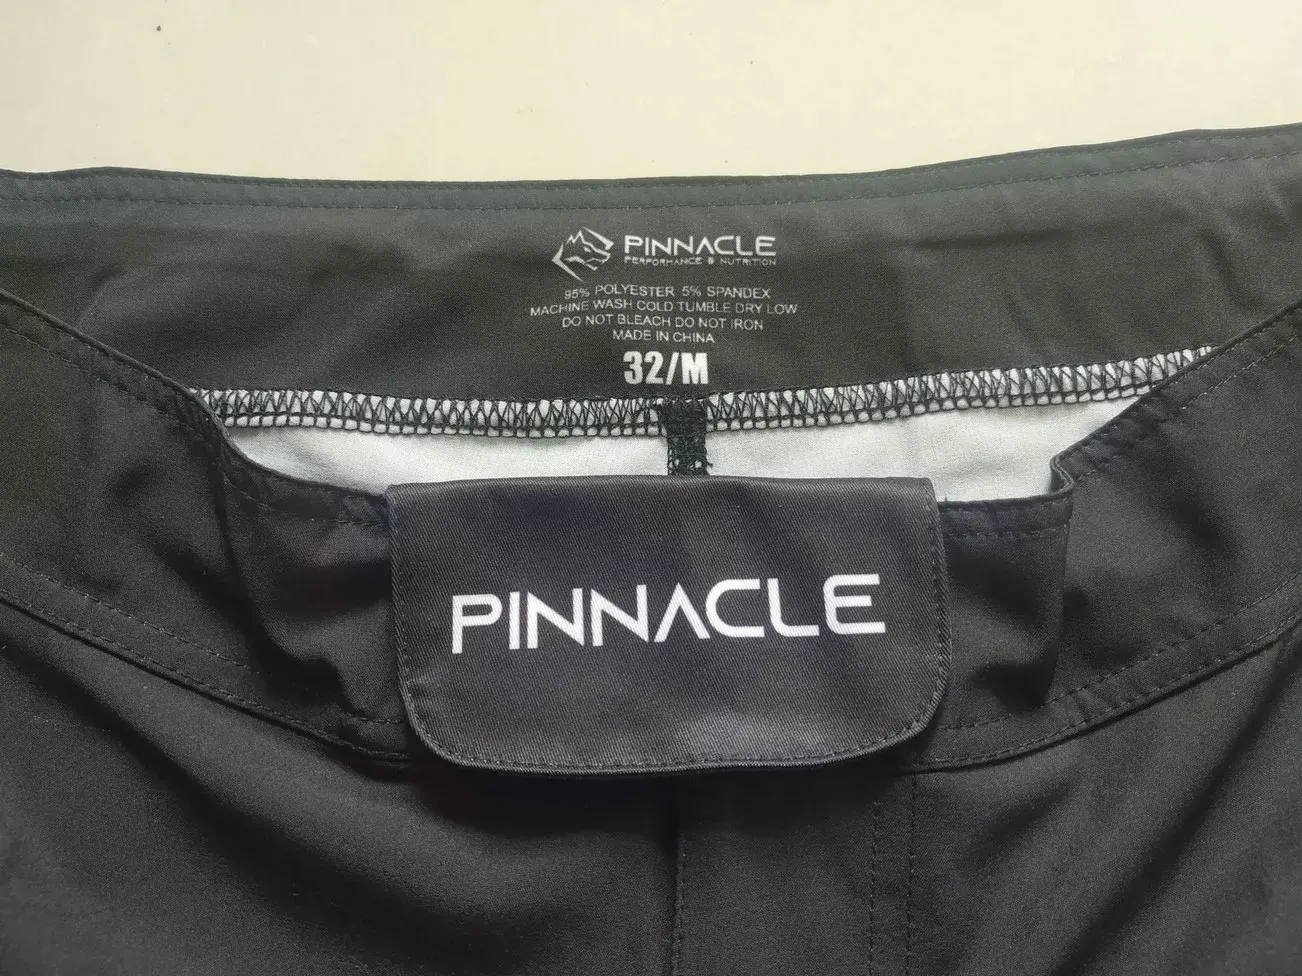 PINNACLE
PERFORMANCE & NUTRITION
95% POLYESTER 5% SPANDEX
MACHINE WASH COLD TUMBLE DRY LOW
DO NOT BLEACH DO NOT IRON
MADE IN CHINA
32/M
PINNACLE